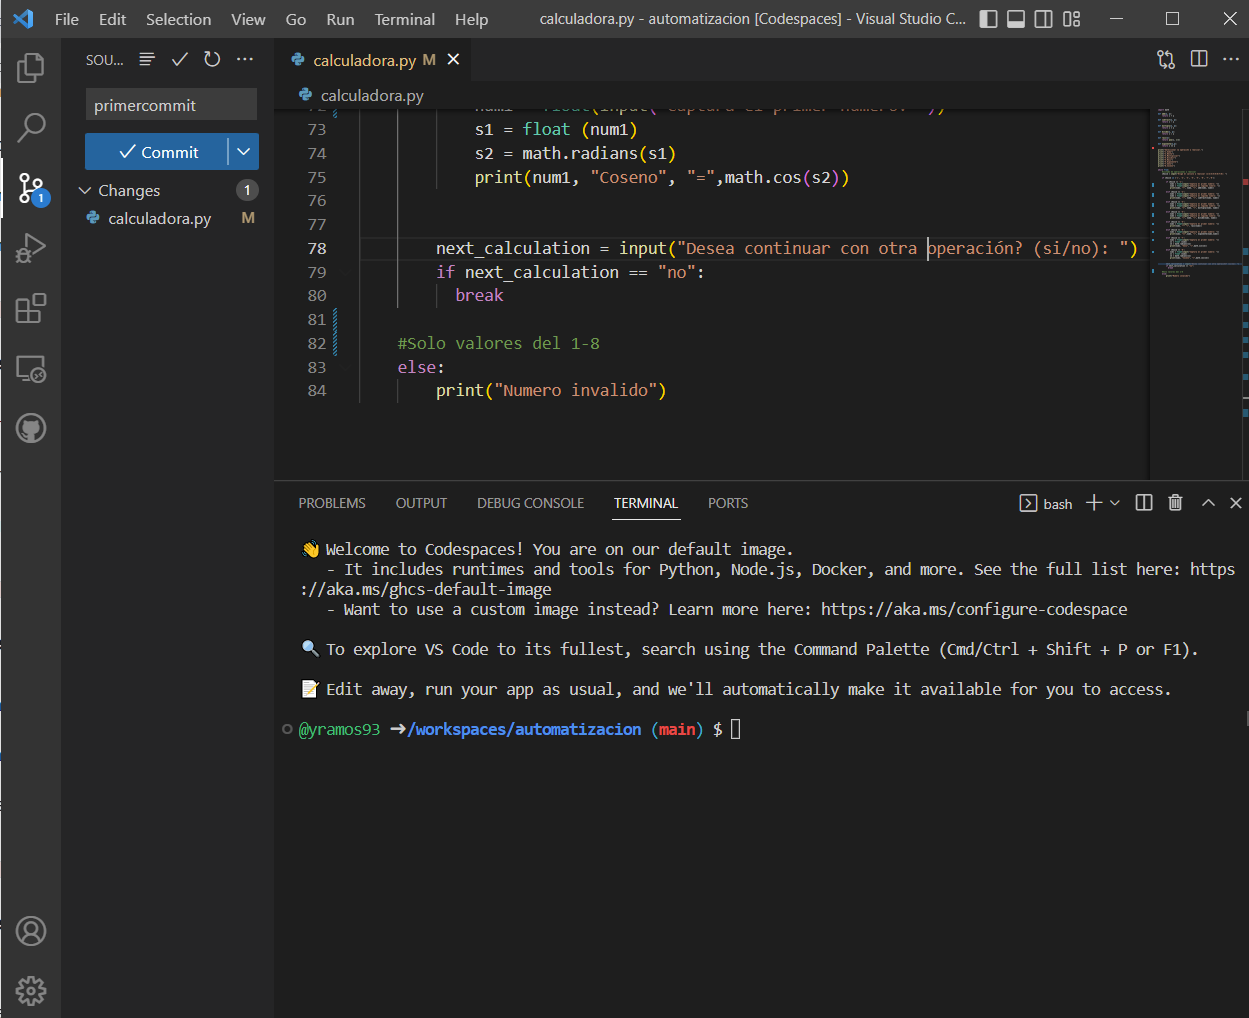 File Edit Selection View Go Run Terminal Help calculadora.py - automatizacion [Codespaces] - Visual Studio C...
SOU...
primercommit
Commit
Changes 1
calculadora.py M
1
calculadora.py M
calculadora.py
73 s1 = float (num1)
74 s2 = math.radians(s1)
75 print(num1, "Coseno", "=",math.cos(s2))
76
77
78 next_calculation = input("Desea continuar con otra operación? (si/no): ")
79 if next_calculation == "no":
80 break
81
82 #Solo valores del 1-8
83 else:
84 print("Numero invalido")
PROBLEMS OUTPUT DEBUG CONSOLE TERMINAL PORTS bash
👋 Welcome to Codespaces! You are on our default image.
- It includes runtimes and tools for Python, Node.js, Docker, and more. See the full list here: https
://aka.ms/ghcs-default-image
- Want to use a custom image instead? Learn more here: https://aka.ms/configure-codespace
🔍 To explore VS Code to its fullest, search using the Command Palette (Cmd/Ctrl + Shift + P or F1).
📝 Edit away, run your app as usual, and we'll automatically make it available for you to access.
@yramos93 ➜/workspaces/automatizacion (main) $